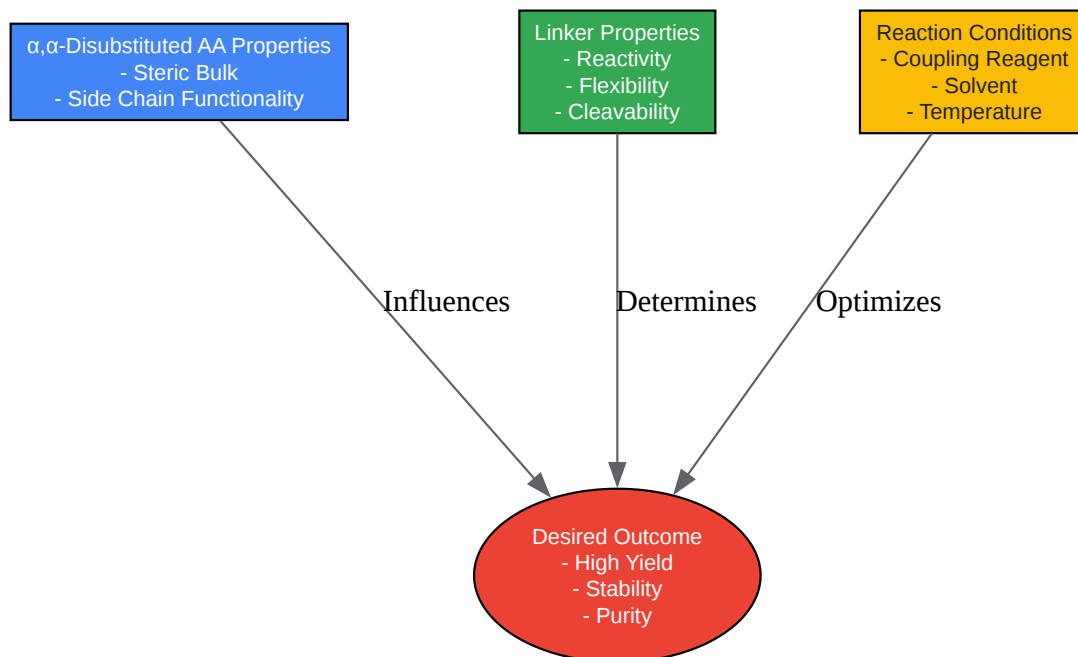 α,α-Disubstituted AA Properties
- Steric Bulk
- Side Chain Functionality
Linker Properties
- Reactivity
- Flexibility
- Cleavability
Reaction Conditions
- Coupling Reagent
- Solvent
- Temperature
Influences
Determines
Optimizes
Desired Outcome
- High Yield
- Stability
- Purity